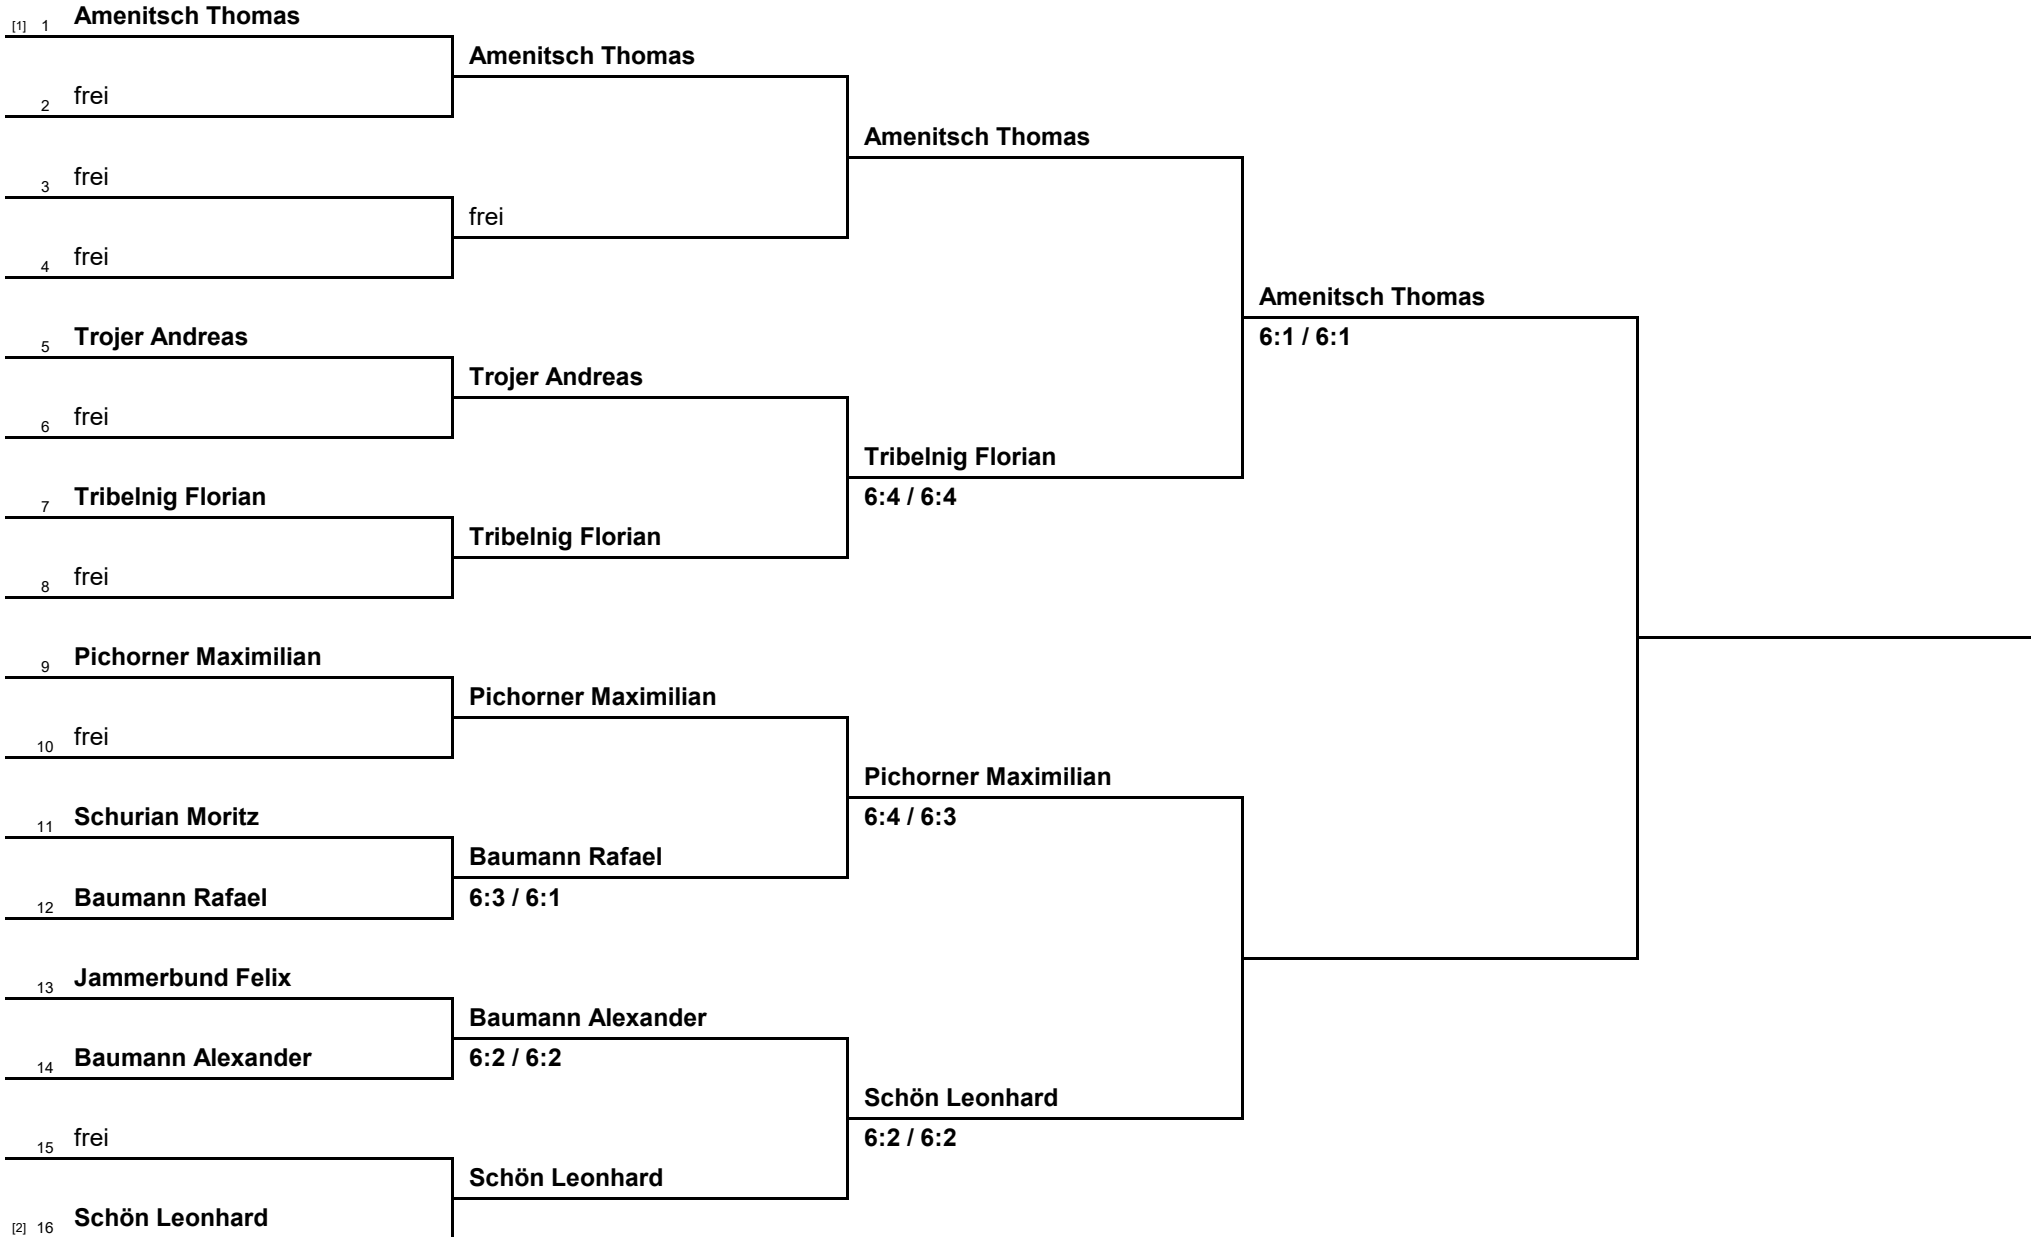 [1] 1 Amenitsch Thomas
Amenitsch Thomas
2 frei
Amenitsch Thomas
3 frei
frei
4 frei
Amenitsch Thomas
5 Trojer Andreas
6:1 / 6:1
Trojer Andreas
6 frei
Tribelnig Florian
7 Tribelnig Florian
6:4 / 6:4
Tribelnig Florian
8 frei
9 Pichorner Maximilian
Pichorner Maximilian
10 frei
Pichorner Maximilian
11 Schurian Moritz
6:4 / 6:3
Baumann Rafael
12 Baumann Rafael
6:3 / 6:1
13 Jammerbund Felix
Baumann Alexander
14 Baumann Alexander
6:2 / 6:2
Schön Leonhard
15 frei
6:2 / 6:2
Schön Leonhard
[2] 16 Schön Leonhard